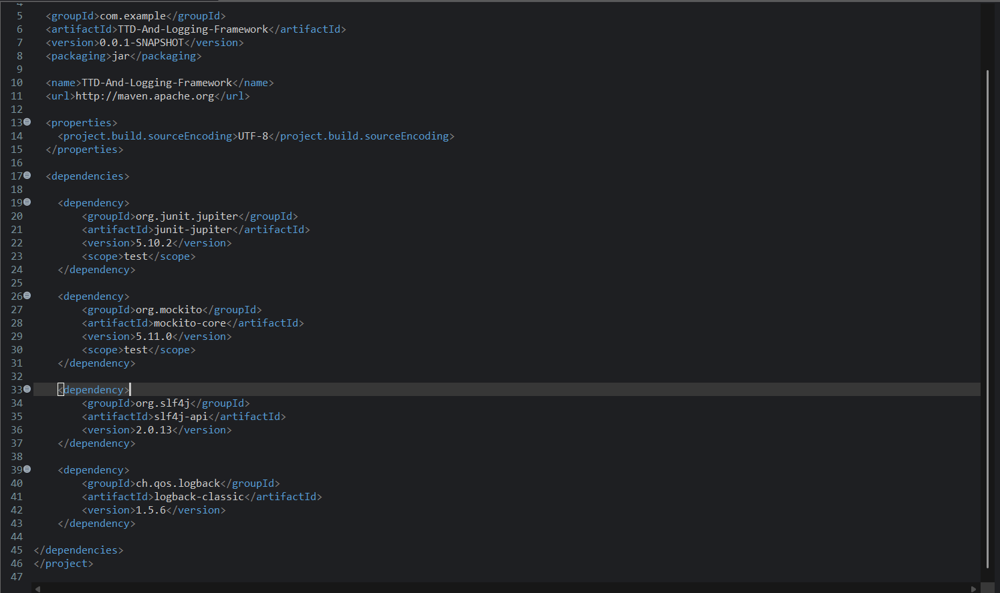 4
5 <groupId>com.example</groupId>
6 <artifactId>TTD-And-Logging-Framework</artifactId>
7 <version>0.0.1-SNAPSHOT</version>
8 <packaging>jar</packaging>
9
10 <name>TTD-And-Logging-Framework</name>
11 <url>http://maven.apache.org</url>
12
13 <properties>
14 <project.build.sourceEncoding>UTF-8</project.build.sourceEncoding>
15 </properties>
16
17 <dependencies>
18
19 <dependency>
20 <groupId>org.junit.jupiter</groupId>
21 <artifactId>junit-jupiter</artifactId>
22 <version>5.10.2</version>
23 <scope>test</scope>
24 </dependency>
25
26 <dependency>
27 <groupId>org.mockito</groupId>
28 <artifactId>mockito-core</artifactId>
29 <version>5.11.0</version>
30 <scope>test</scope>
31 </dependency>
32
33 <dependency>
34 <groupId>org.slf4j</groupId>
35 <artifactId>slf4j-api</artifactId>
36 <version>2.0.13</version>
37 </dependency>
38
39 <dependency>
40 <groupId>ch.qos.logback</groupId>
41 <artifactId>logback-classic</artifactId>
42 <version>1.5.6</version>
43 </dependency>
44
45 </dependencies>
46 </project>
47